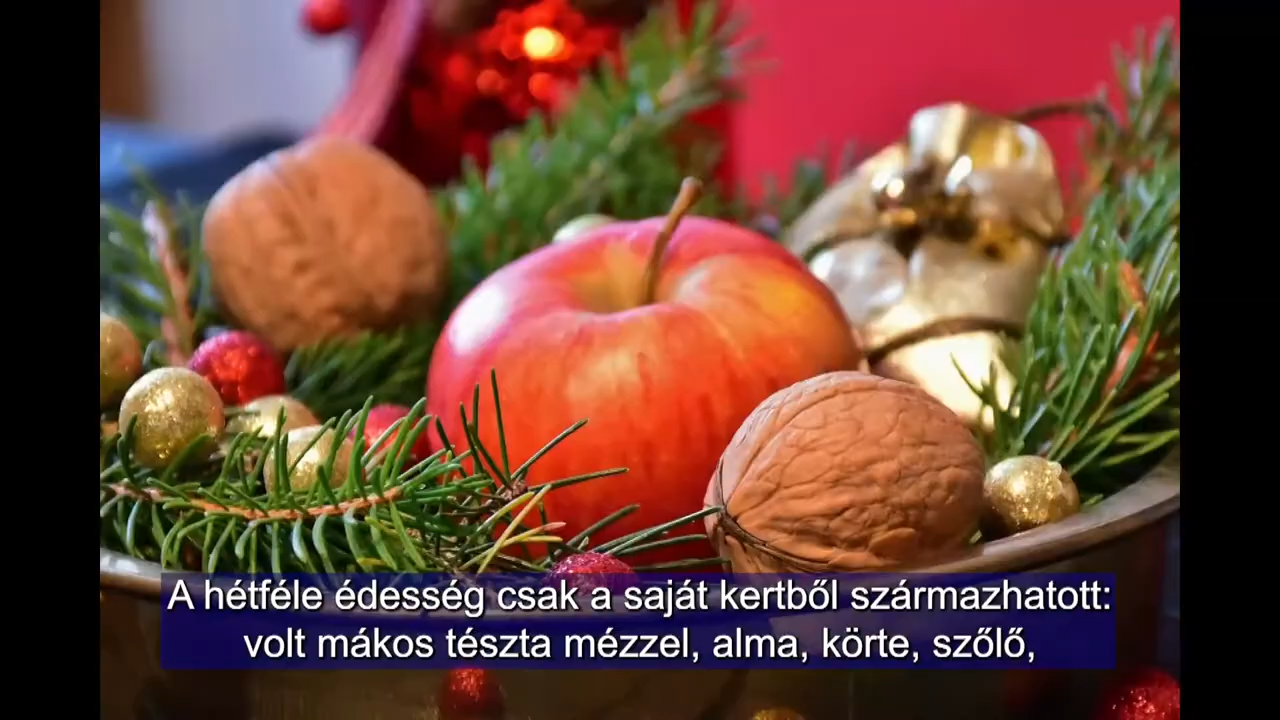 A hétféle édesség csak a saját kertből származhatott:
volt mákos tészta mézzel, alma, körte, szőlő,